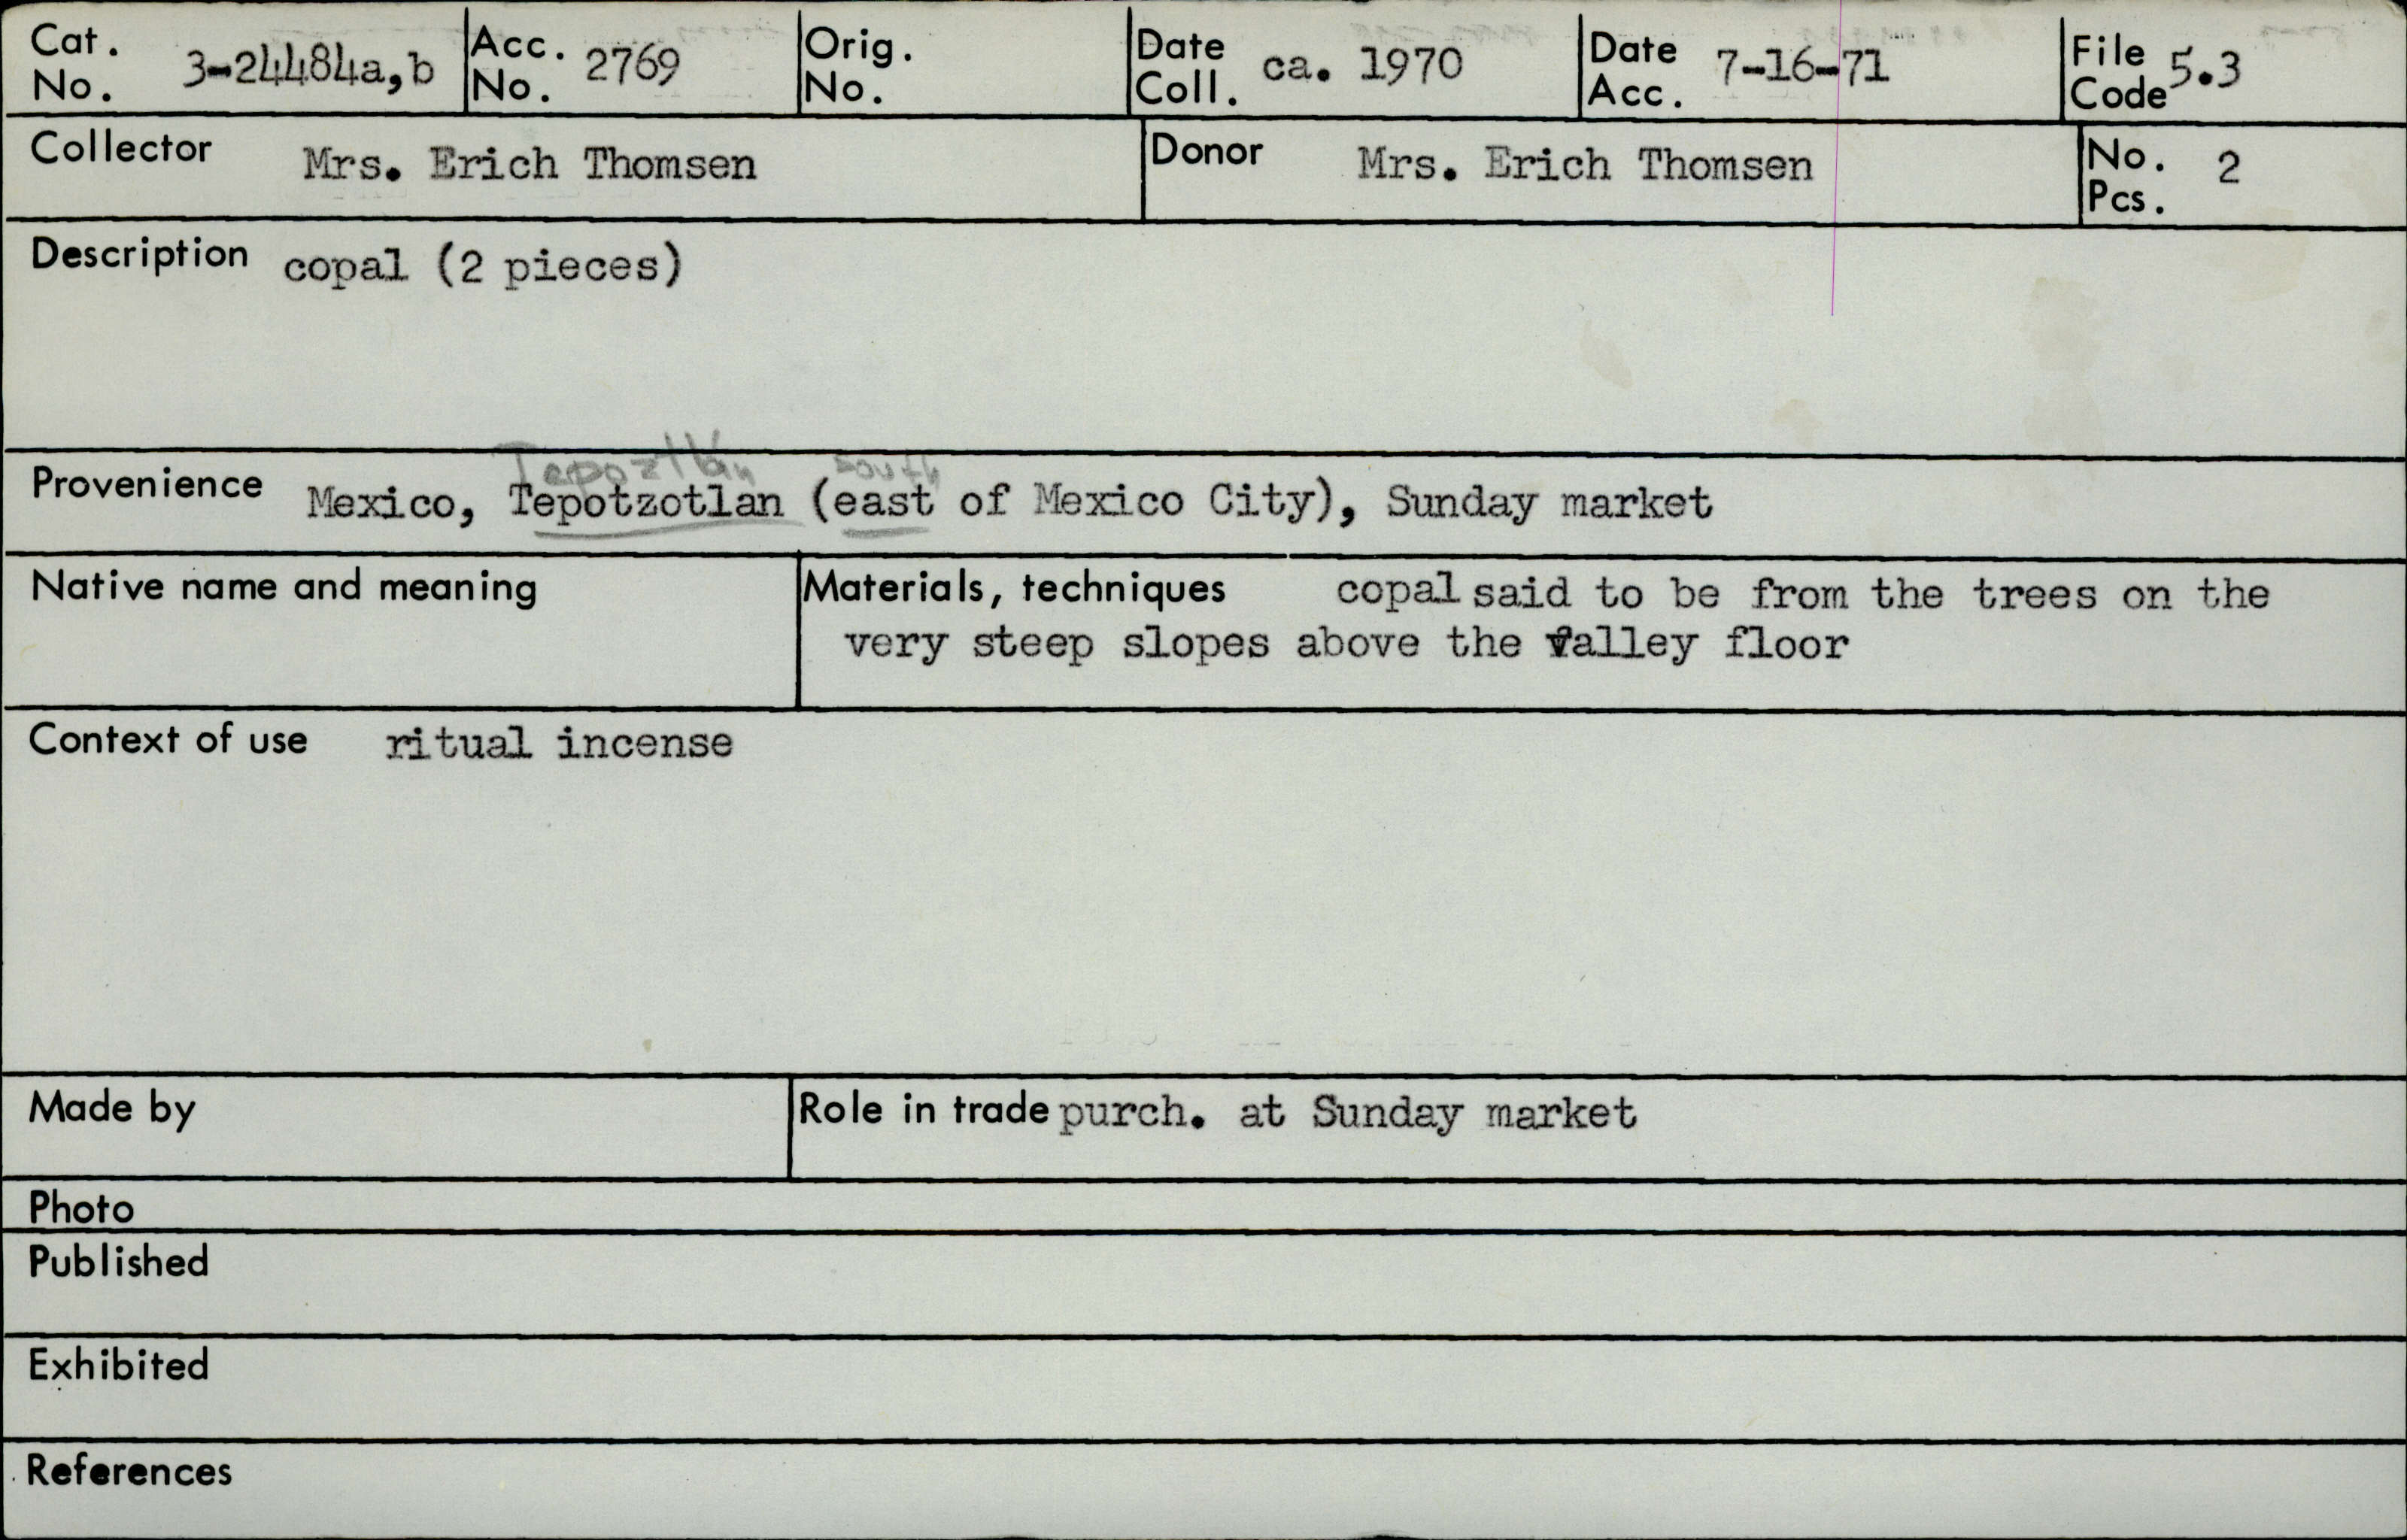 Cat. No. 3-24484a,b Acc. No. 2769 Orig. No. Date Coll. ca. 1970 Date Acc. 7-16-71 File Code 5.3
Collector Mrs. Erich Thomsen Donor Mrs. Erich Thomsen No. Pcs. 2
Description copal (2 pieces)
Tepoztlán south
Provenience Mexico, Tepotzotlan (east of Mexico City), Sunday market
Native name and meaning
Materials, techniques copal said to be from the trees on the
very steep slopes above the valley floor
Context of use ritual incense
Made by
Role in trade purch. at Sunday market
Photo
Published
Exhibited
References